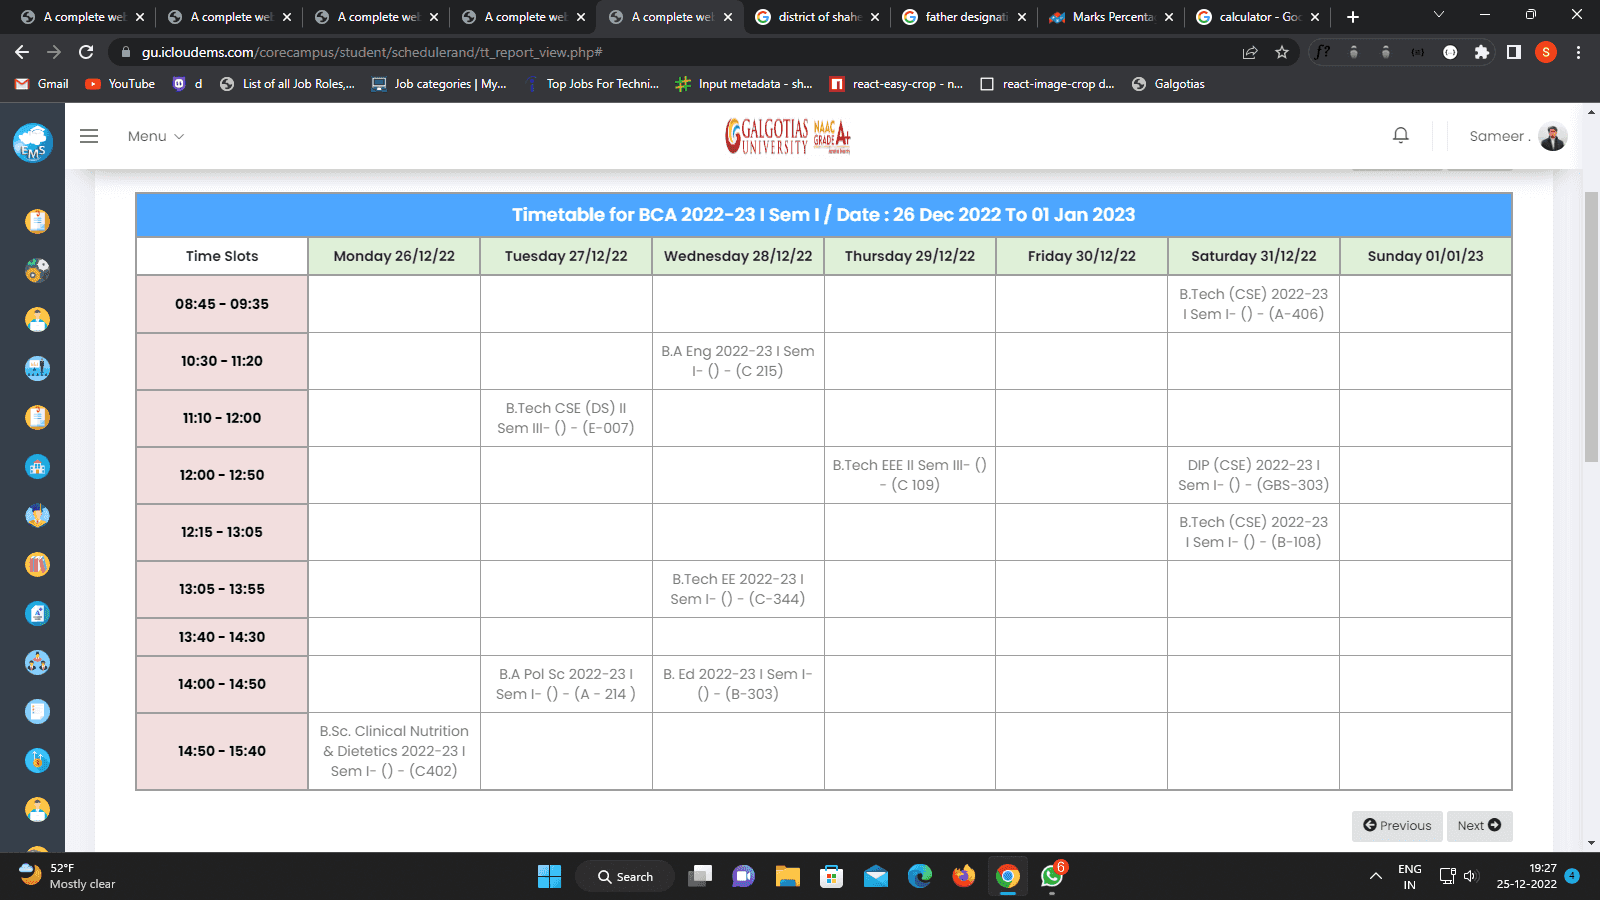 A complete we
A complete wel
A complete wel
A complete wel
A complete wel
district of shahe
father designati
Marks Percenta
calculator - Goo
gu.icloudems.com/corecampus/student/schedulerand/tt_report_view.php#
f?
S
Gmail
YouTube
d
List of all Job Roles,...
Job categories | My...
Top Jobs For Techni...
Input metadata - sh...
react-easy-crop - n...
react-image-crop d...
Galgotias
EMS
Menu
GALGOTIAS UNIVERSITY
NAAC GRADE A+
Sameer .
Timetable for BCA 2022-23 I Sem I / Date : 26 Dec 2022 To 01 Jan 2023
Time Slots
Monday 26/12/22
Tuesday 27/12/22
Wednesday 28/12/22
Thursday 29/12/22
Friday 30/12/22
Saturday 31/12/22
Sunday 01/01/23
08:45 - 09:35
B.Tech (CSE) 2022-23
I Sem I- () - (A-406)
10:30 - 11:20
B.A Eng 2022-23 I Sem
I- () - (C 215)
11:10 - 12:00
B.Tech CSE (DS) II
Sem III- () - (E-007)
12:00 - 12:50
B.Tech EEE II Sem III- ()
- (C 109)
DIP (CSE) 2022-23 I
Sem I- () - (GBS-303)
12:15 - 13:05
B.Tech (CSE) 2022-23
I Sem I- () - (B-108)
13:05 - 13:55
B.Tech EE 2022-23 I
Sem I- () - (C-344)
13:40 - 14:30
14:00 - 14:50
B.A Pol Sc 2022-23 I
Sem I- () - (A - 214 )
B. Ed 2022-23 I Sem I-
() - (B-303)
14:50 - 15:40
B.Sc. Clinical Nutrition
& Dietetics 2022-23 I
Sem I- () - (C402)
Previous
Next
52°F
Mostly clear
Search
6
ENG
IN
19:27
25-12-2022
4